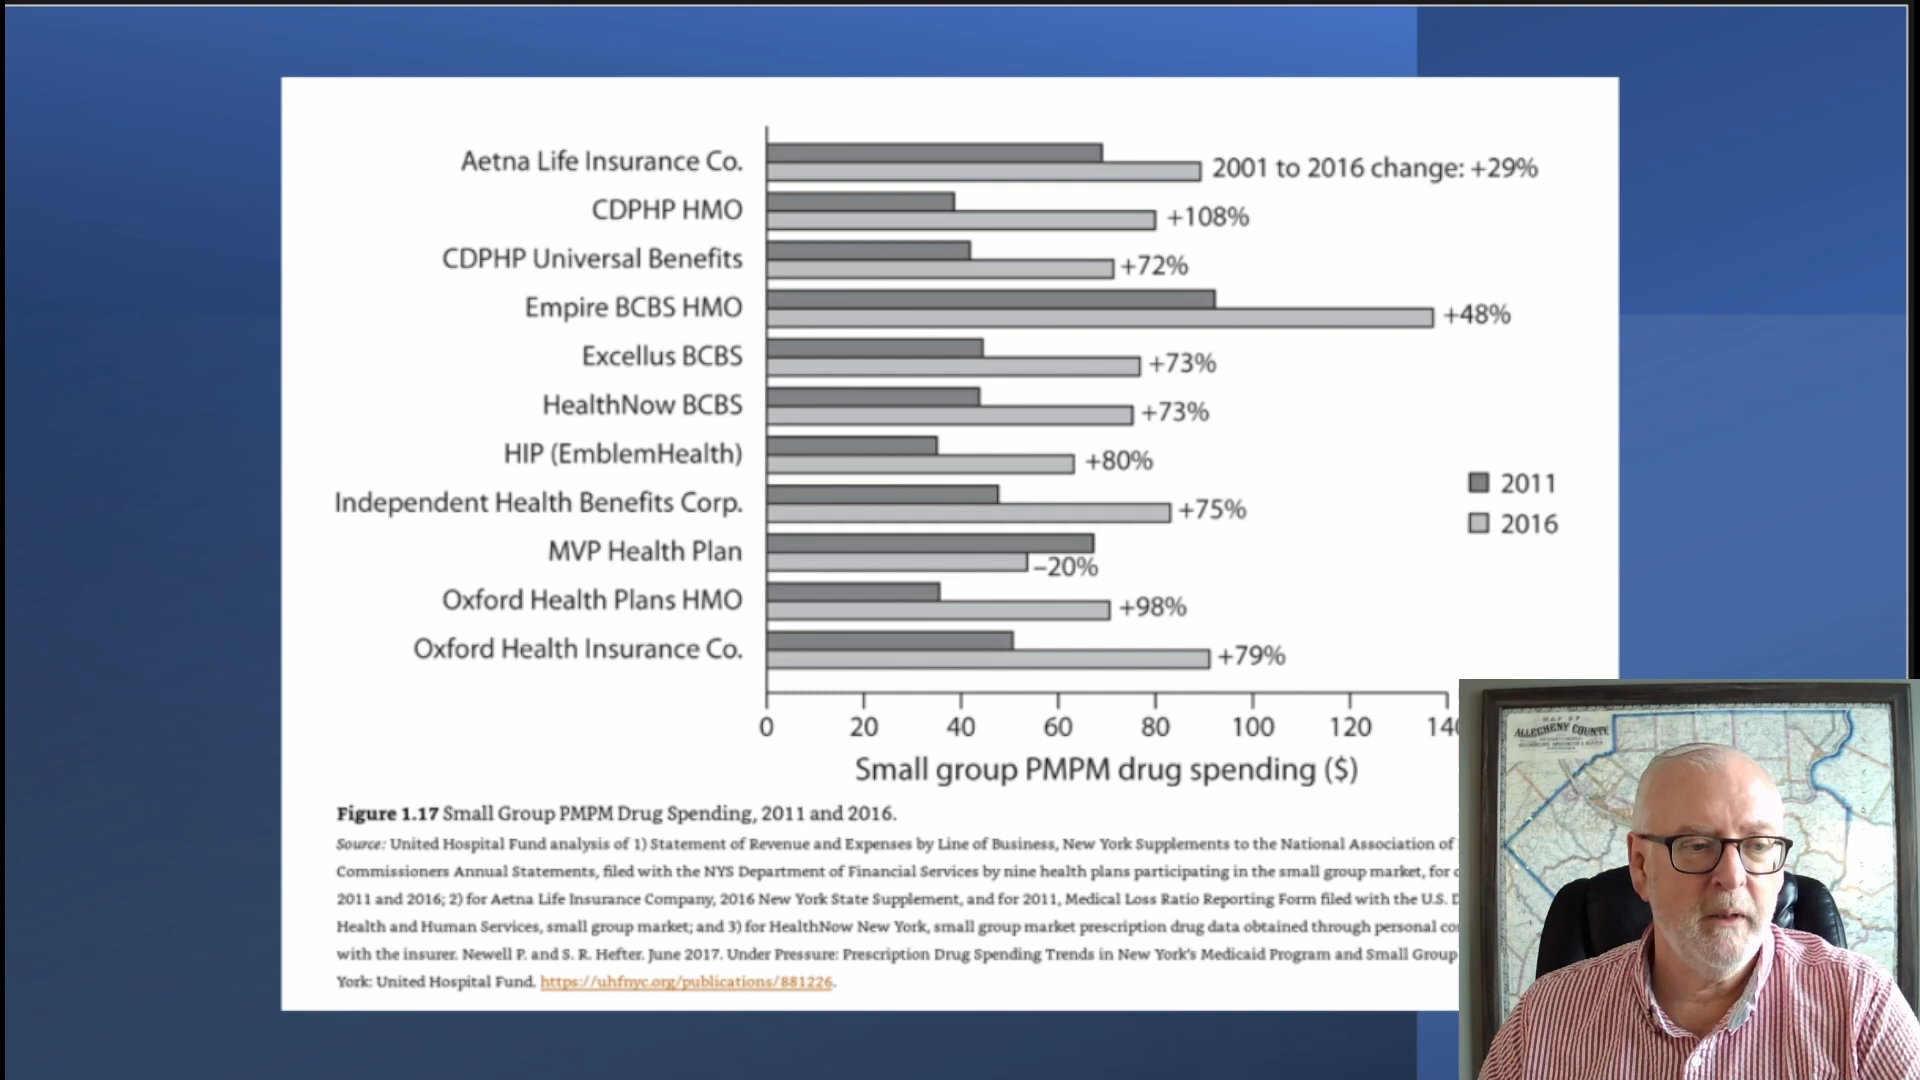 Aetna Life Insurance Co.
2001 to 2016 change: +29%
CDPHP HMO
+108%
CDPHP Universal Benefits
+72%
Empire BCBS HMO
+48%
Excellus BCBS
+73%
HealthNow BCBS
+73%
HIP (EmblemHealth)
+80%
Independent Health Benefits Corp.
+75%
MVP Health Plan
–20%
Oxford Health Plans HMO
+98%
Oxford Health Insurance Co.
+79%
2011
2016
0 20 40 60 80 100 120 140
Small group PMPM drug spending ($)
Figure 1.17 Small Group PMPM Drug Spending, 2011 and 2016.
Source: United Hospital Fund analysis of 1) Statement of Revenue and Expenses by Line of Business, New York Supplements to the National Association of
Commissioners Annual Statements, filed with the NYS Department of Financial Services by nine health plans participating in the small group market, for
2011 and 2016; 2) for Aetna Life Insurance Company, 2016 New York State Supplement, and for 2011, Medical Loss Ratio Reporting Form filed with the U.S.
Health and Human Services, small group market; and 3) for HealthNow New York, small group market prescription drug data obtained through personal
with the insurer. Newell P. and S. R. Hefter. June 2017. Under Pressure: Prescription Drug Spending Trends in New York's Medicaid Program and Small Group
York: United Hospital Fund. https://uhfnyc.org/publications/881226.
MAP OF
ALLEGHENY COUNTY